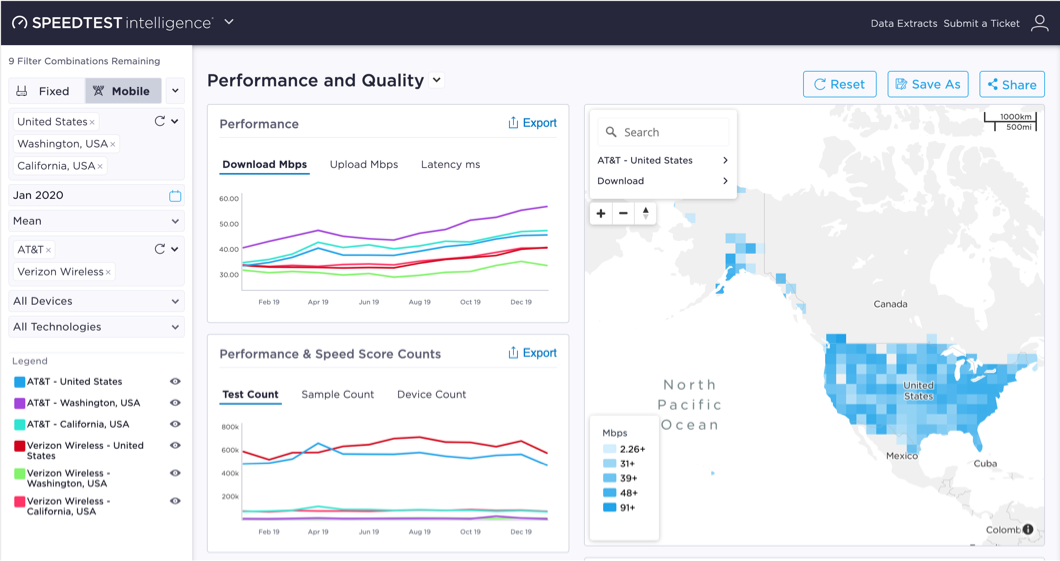 SPEEDTEST intelligence
Data Extracts Submit a Ticket
9 Filter Combinations Remaining
Fixed
Mobile
United States×
Washington, USA×
California, USA×
Jan 2020
Mean
AT&T×
Verizon Wireless×
All Devices
All Technologies
Legend
AT&T - United States
AT&T - Washington, USA
AT&T - California, USA
Verizon Wireless - United
States
Verizon Wireless -
Washington, USA
Verizon Wireless -
California, USA
Performance and Quality
Reset
Save As
Share
Performance
Export
Download Mbps
Upload Mbps
Latency ms
60.00
50.00
40.00
30.00
Feb 19
Apr 19
Jun 19
Aug 19
Oct 19
Dec 19
Performance & Speed Score Counts
Export
Test Count
Sample Count
Device Count
800k
600k
400k
200k
Feb 19
Apr 19
Jun 19
Aug 19
Oct 19
Dec 19
Search
AT&T - United States
Download
+
−
1000km
500mi
Canada
United
States
Mexico
Cuba
Colomb
North
Pacific
Ocean
Mbps
2.26+
31+
39+
48+
91+